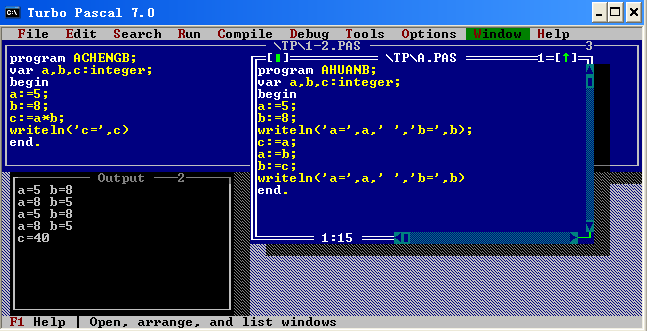 Turbo Pascal 7.0
File Edit Search Run Compile Debug Tools Options Window Help
\TP\1-2.PAS 3
program ACHENGB;
var a,b,c:integer;
begin
a:=5;
b:=8;
c:=a*b;
writeln('c=',c)
end.
\TP\A.PAS 1=[↑]
program AHUANB;
var a,b,c:integer;
begin
a:=5;
b:=8;
writeln('a=',a,' ','b=',b);
c:=a;
a:=b;
b:=c;
writeln('a=',a,' ','b=',b)
end.
1:15
Output 2
a=5 b=8
a=8 b=5
a=5 b=8
a=8 b=5
c=40
F1 Help | Open, arrange, and list windows